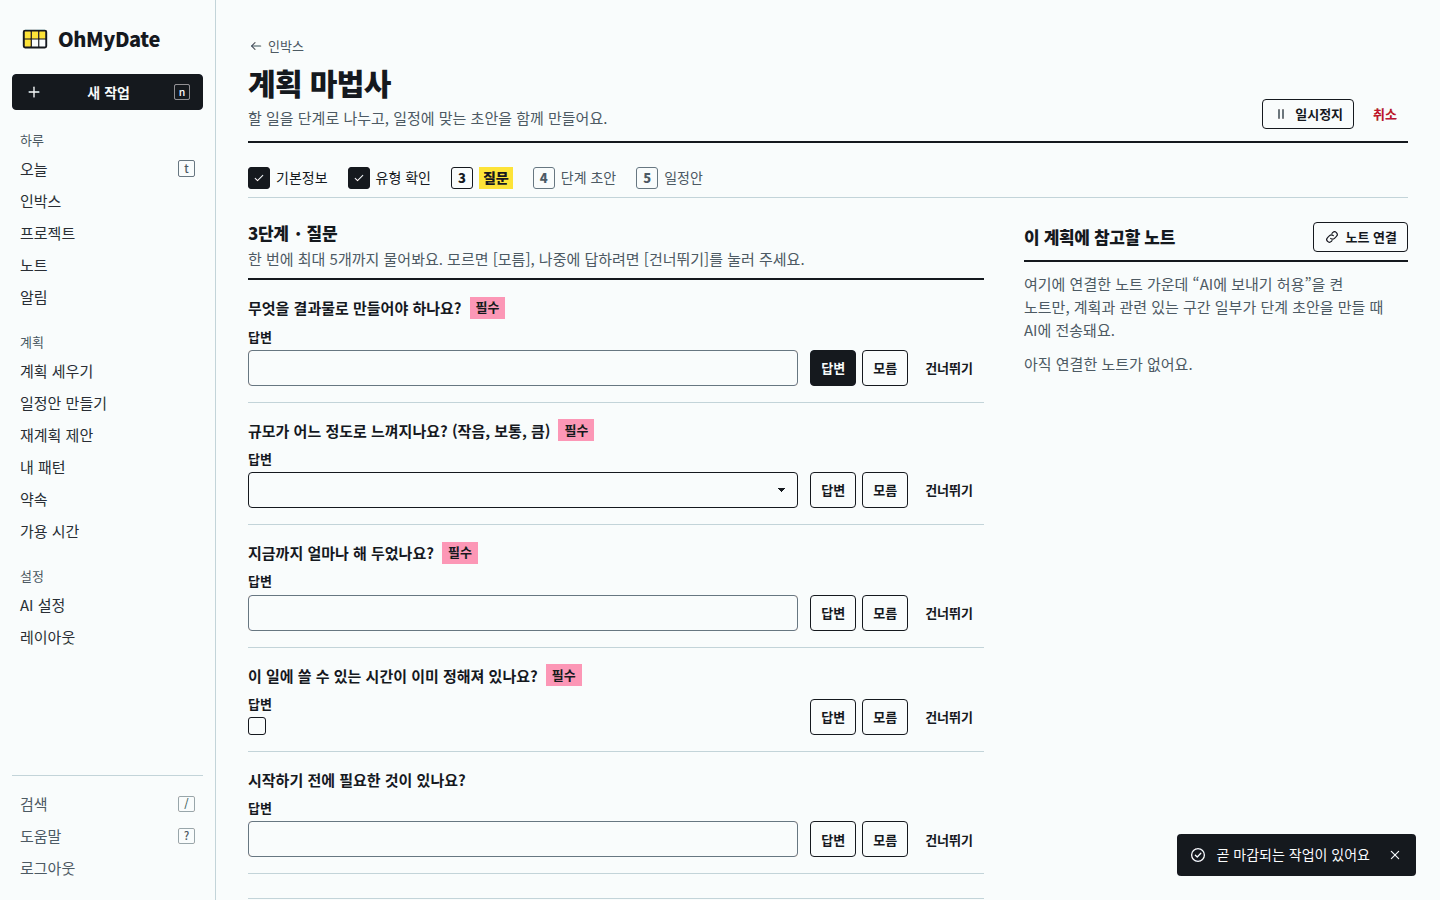 OhMyDate
새 작업 n
하루
오늘 t
인박스
프로젝트
노트
알림
계획
계획 세우기
일정안 만들기
재계획 제안
내 패턴
약속
가용 시간
설정
AI 설정
레이아웃
검색 /
도움말 ?
로그아웃
← 인박스
계획 마법사
할 일을 단계로 나누고, 일정에 맞는 초안을 함께 만들어요.
일시정지 취소
기본정보 유형 확인 3 질문 4 단계 초안 5 일정안
3단계 · 질문
한 번에 최대 5개까지 물어봐요. 모르면 [모름], 나중에 답하려면 [건너뛰기]를 눌러 주세요.
무엇을 결과물로 만들어야 하나요? 필수
답변
답변 모름 건너뛰기
규모가 어느 정도로 느껴지나요? (작음, 보통, 큼) 필수
답변
답변 모름 건너뛰기
지금까지 얼마나 해 두었나요? 필수
답변
답변 모름 건너뛰기
이 일에 쓸 수 있는 시간이 이미 정해져 있나요? 필수
답변
답변 모름 건너뛰기
시작하기 전에 필요한 것이 있나요?
답변
답변 모름 건너뛰기
이 계획에 참고할 노트
노트 연결
여기에 연결한 노트 가운데 “AI에 보내기 허용”을 켠
노트만, 계획과 관련 있는 구간 일부가 단계 초안을 만들 때
AI에 전송돼요.
아직 연결한 노트가 없어요.
곧 마감되는 작업이 있어요